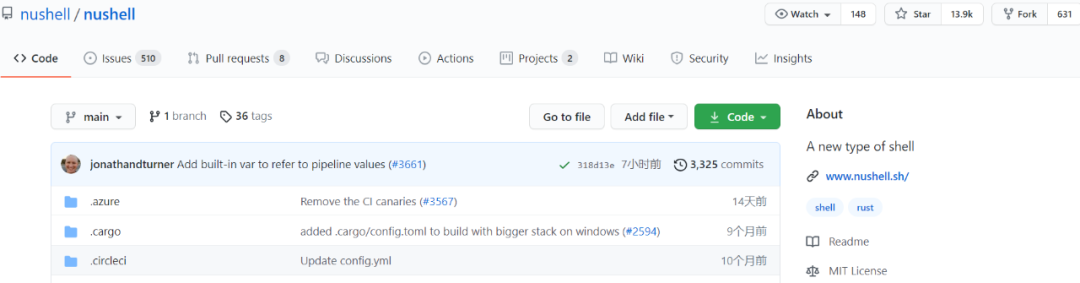 nushell / nushell Watch 148 Star 13.9k Fork 631
Code Issues 510 Pull requests 8 Discussions Actions Projects 2 Wiki Security Insights
main 1 branch 36 tags Go to file Add file Code
About
A new type of shell
www.nushell.sh/
shell rust
Readme
MIT License
jonathandturner Add built-in var to refer to pipeline values (#3661) 318d13e 7小时前 3,325 commits
.azure Remove the CI canaries (#3567) 14天前
.cargo added .cargo/config.toml to build with bigger stack on windows (#2594) 9个月前
.circleci Update config.yml 10个月前